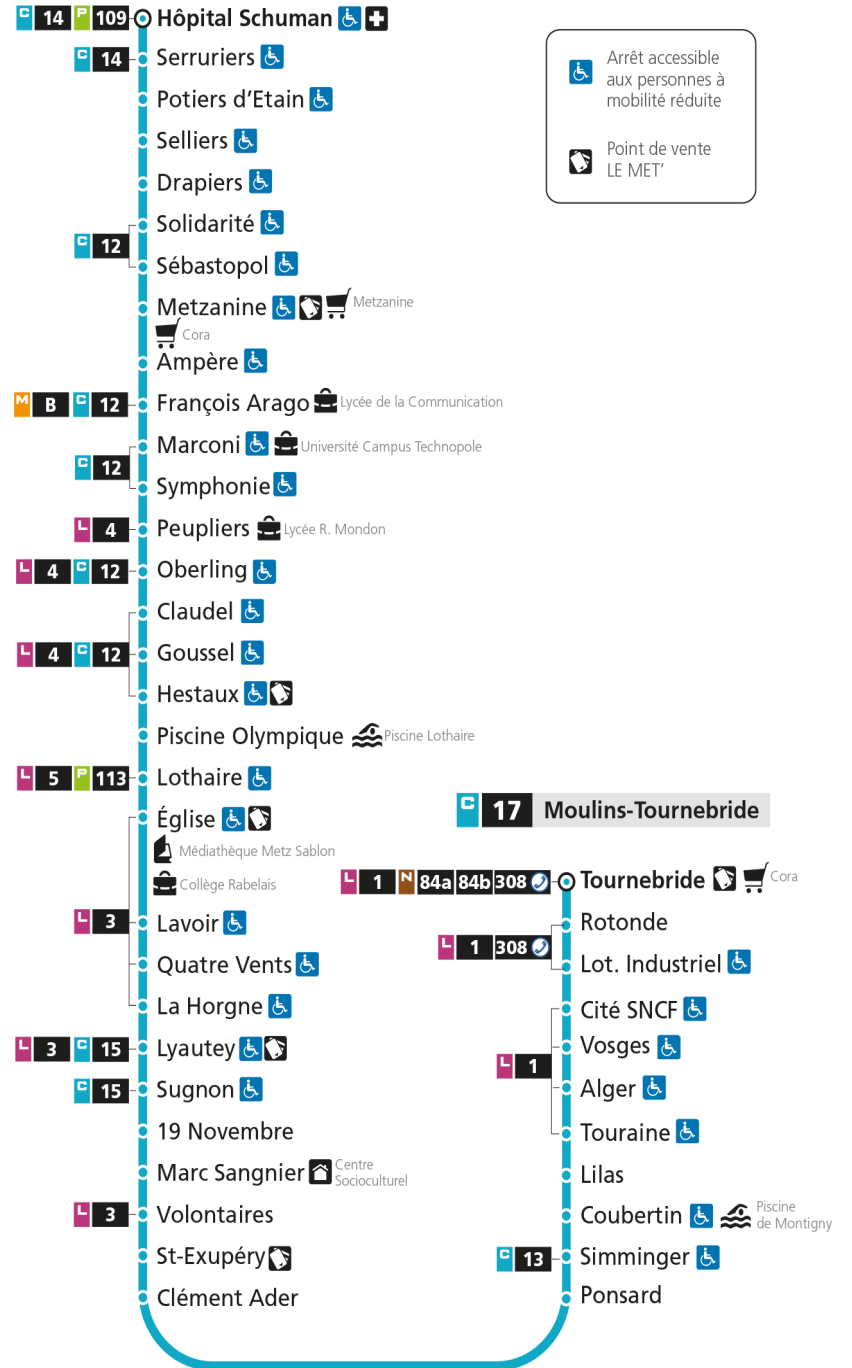 C 14 P 109 Hôpital Schuman
C 14 Serruriers
Potiers d'Etain
Selliers
Drapiers
Solidarité
C 12
Sébastopol
Metzanine Metzanine
Cora
Ampère
M B C 12 François Arago Lycée de la Communication
Marconi Université Campus Technopole
C 12
Symphonie
L 4 Peupliers Lycée R. Mondon
L 4 C 12 Oberling
Claudel
L 4 C 12 Goussel
Hestaux
Piscine Olympique Piscine Lothaire
L 5 P 113 Lothaire
Église
Médiathèque Metz Sablon
Collège Rabelais
L 3 Lavoir
Quatre Vents
La Horgne
L 3 C 15 Lyautey
C 15 Sugnon
19 Novembre
Marc Sangnier Centre
Socioculturel
L 3 Volontaires
St-Exupéry
Clément Ader
Arrêt accessible
aux personnes à
mobilité réduite
Point de vente
LE MET'
C 17 Moulins-Tournebride
L 1 N 84a 84b 308 Tournebride Cora
Rotonde
L 1 308
Lot. Industriel
Cité SNCF
Vosges
L 1
Alger
Touraine
Lilas
Coubertin Piscine
de Montigny
C 13 Simminger
Ponsard